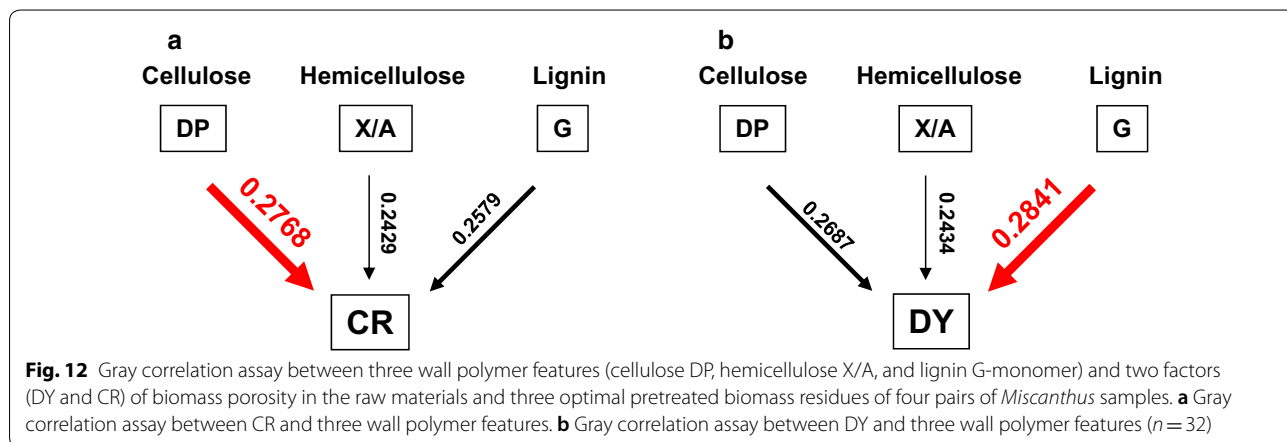 a
Cellulose Hemicellulose Lignin
DP X/A G
0.2768 0.2429 0.2579
CR
b
Cellulose Hemicellulose Lignin
DP X/A G
0.2687 0.2434 0.2841
DY
Fig. 12 Gray correlation assay between three wall polymer features (cellulose DP, hemicellulose X/A, and lignin G-monomer) and two factors
(DY and CR) of biomass porosity in the raw materials and three optimal pretreated biomass residues of four pairs of Miscanthus samples. a Gray
correlation assay between CR and three wall polymer features. b Gray correlation assay between DY and three wall polymer features (n = 32)